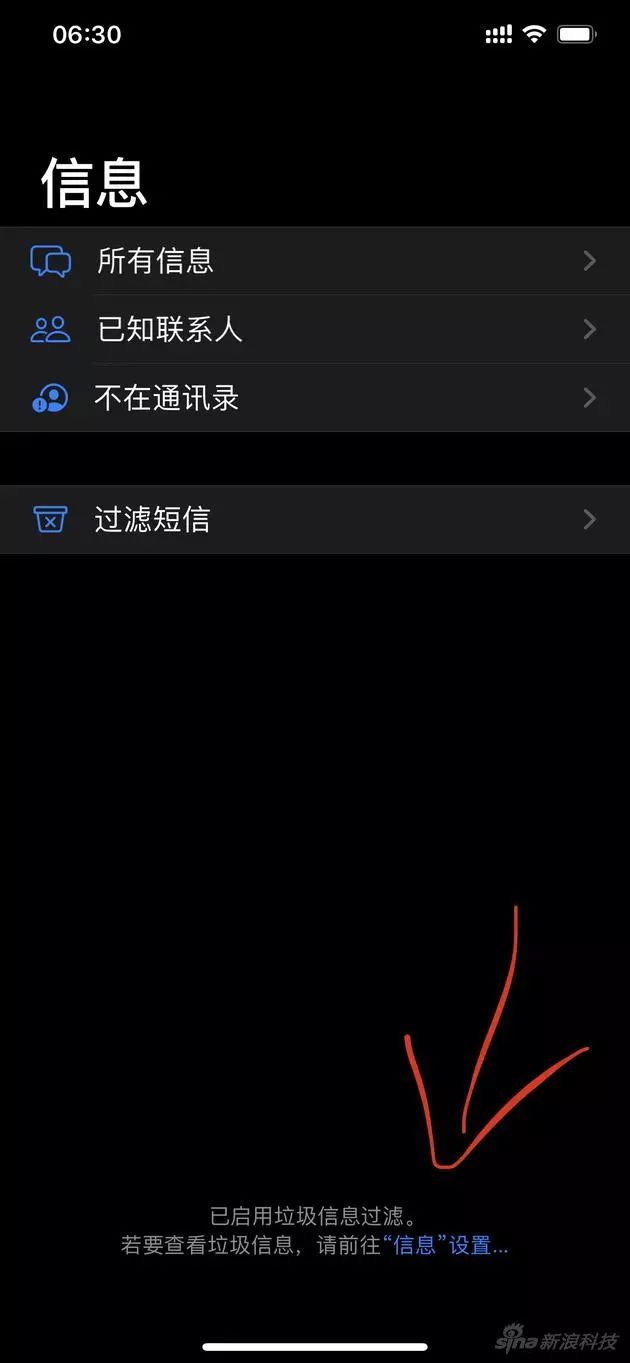 06:30
信息
所有信息
已知联系人
不在通讯录
过滤短信
已启用垃圾信息过滤。
若要查看垃圾信息，请前往“信息”设置...
sina新浪科技